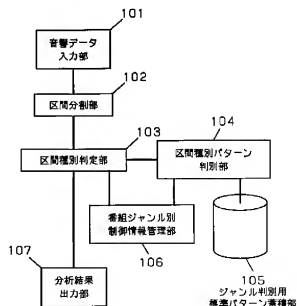 101
音響データ
入力部
102
区間分割部
103
区間種別判定部
104
区間種別パターン
判別部
番組ジャンル別
制御情報管理部
106
105
ジャンル判別用
標準パターン蓄積部
107
分析結果
出力部